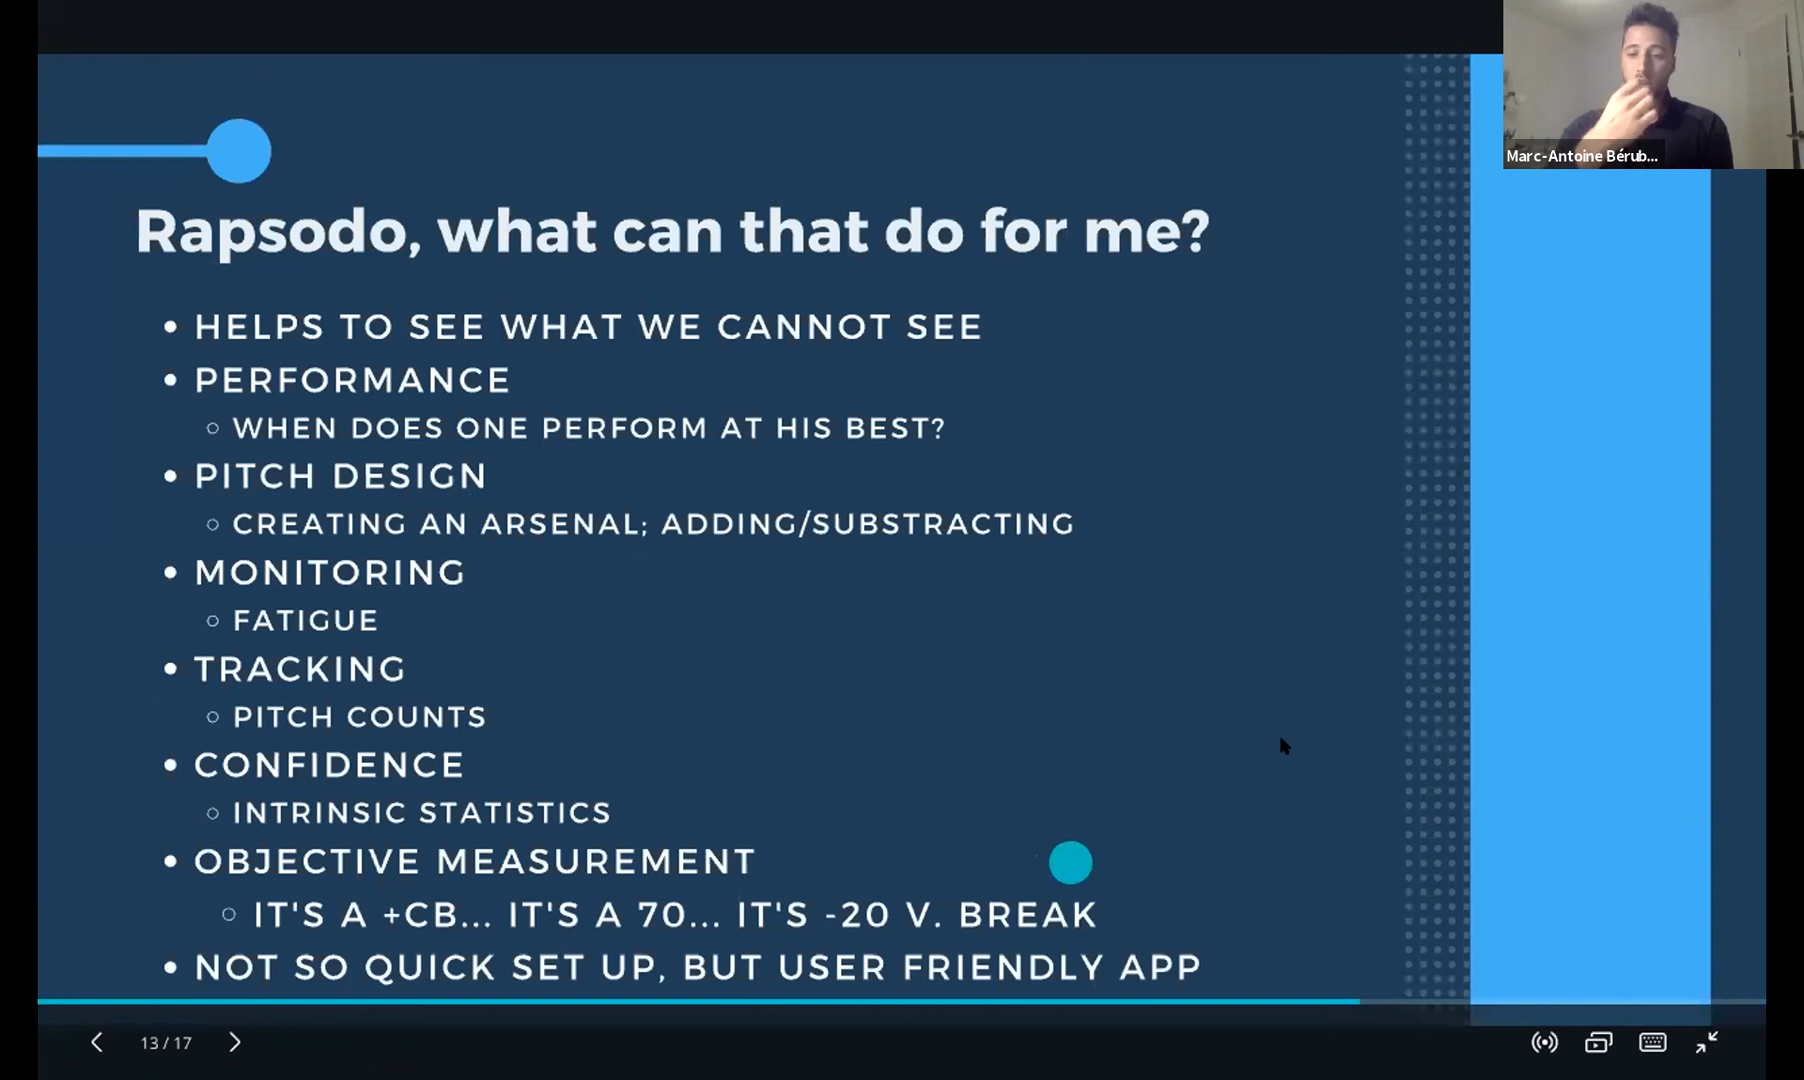 Marc-Antoine Bérub...
Rapsodo, what can that do for me?
• HELPS TO SEE WHAT WE CANNOT SEE
• PERFORMANCE
○ WHEN DOES ONE PERFORM AT HIS BEST?
• PITCH DESIGN
○ CREATING AN ARSENAL; ADDING/SUBSTRACTING
• MONITORING
○ FATIGUE
• TRACKING
○ PITCH COUNTS
• CONFIDENCE
○ INTRINSIC STATISTICS
• OBJECTIVE MEASUREMENT
○ IT'S A +CB... IT'S A 70... IT'S -20 V. BREAK
• NOT SO QUICK SET UP, BUT USER FRIENDLY APP
13 / 17